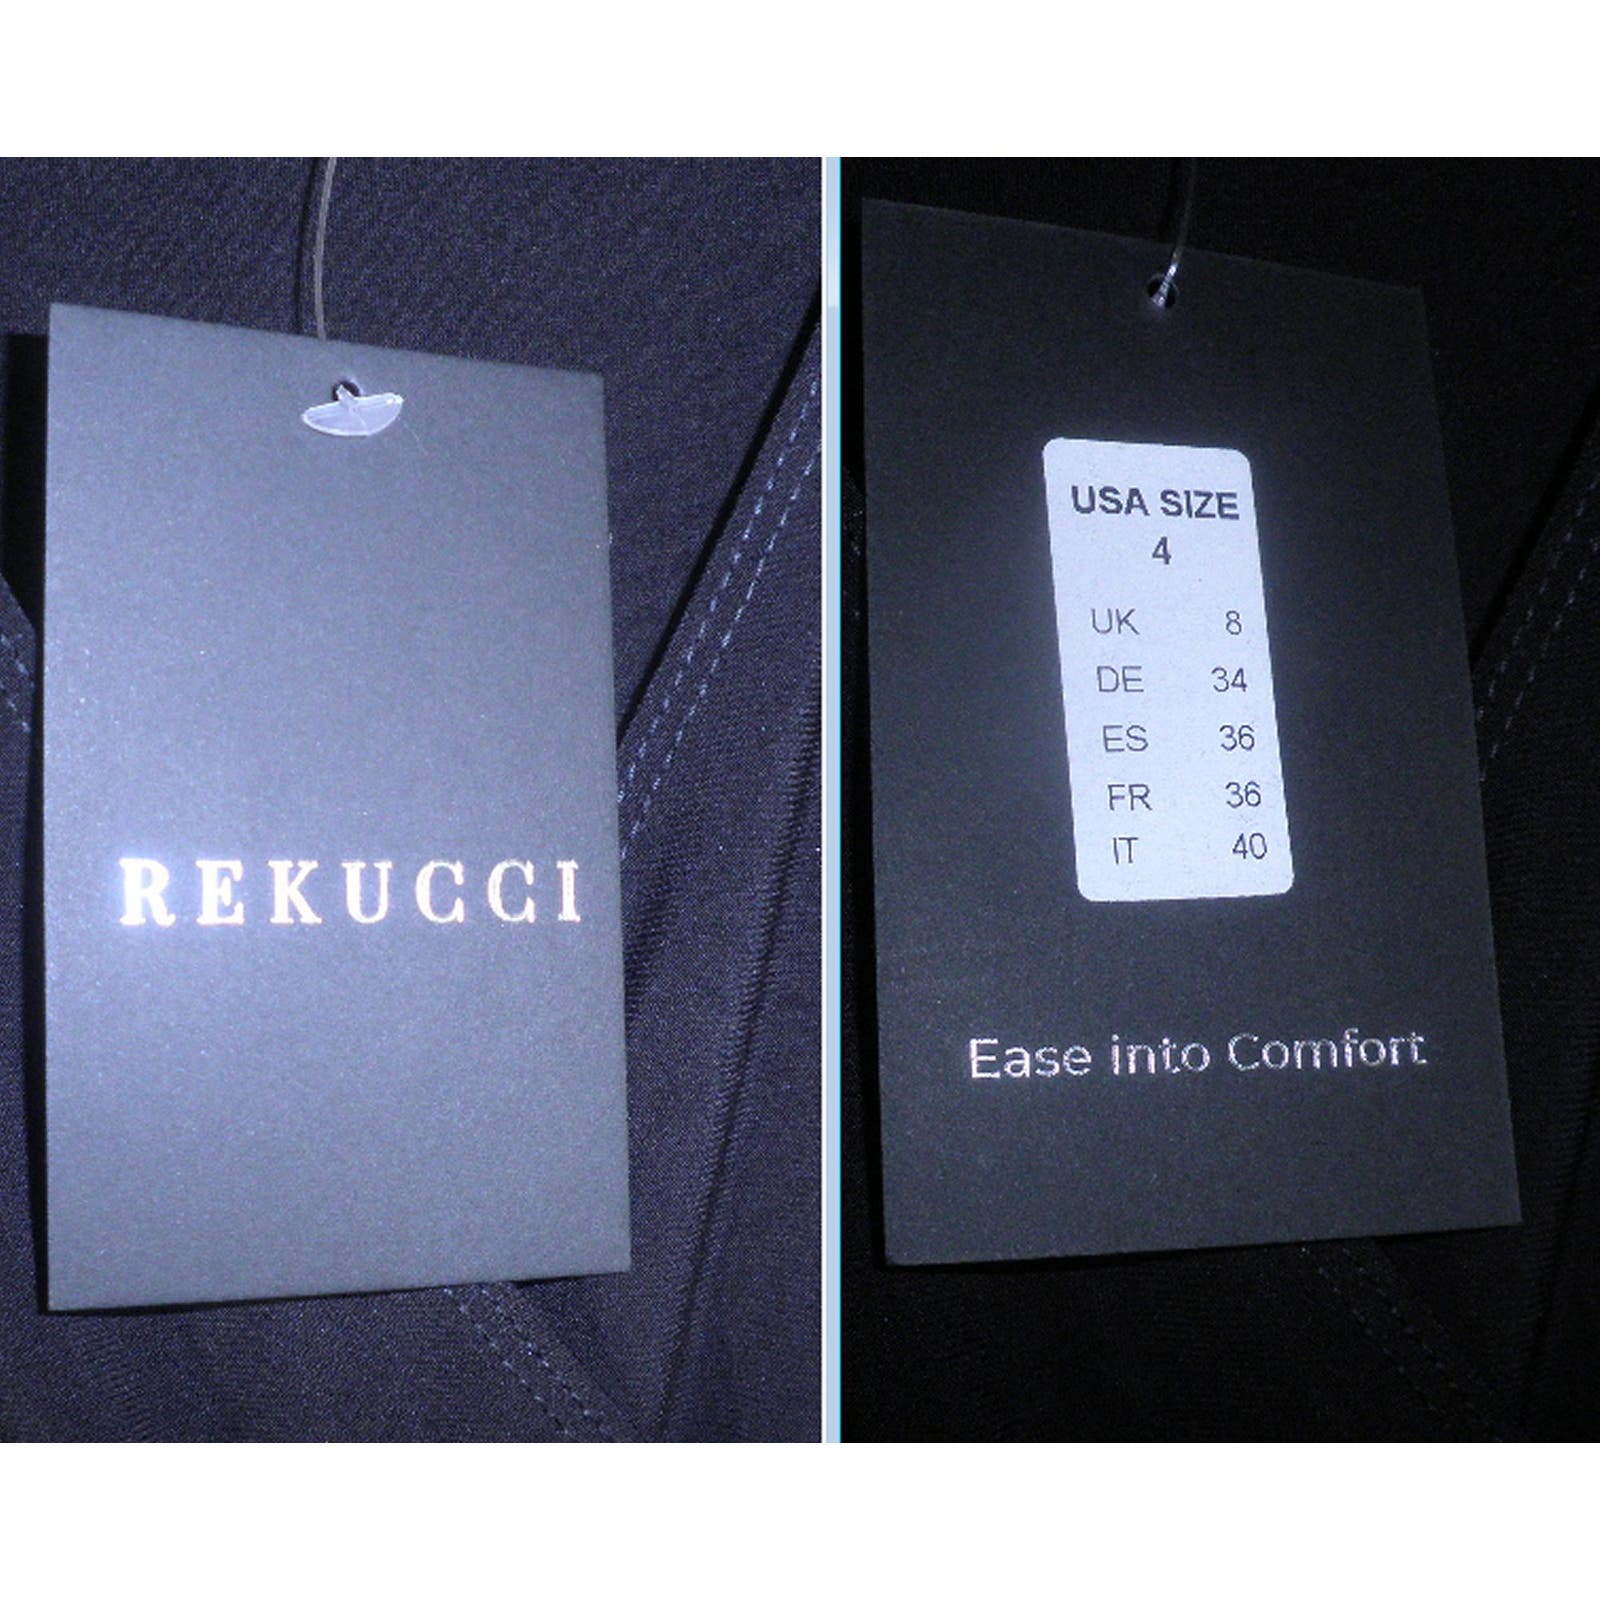 REKUCCI
USA SIZE
4
UK 8
DE 34
ES 36
FR 36
IT 40
Ease into Comfort